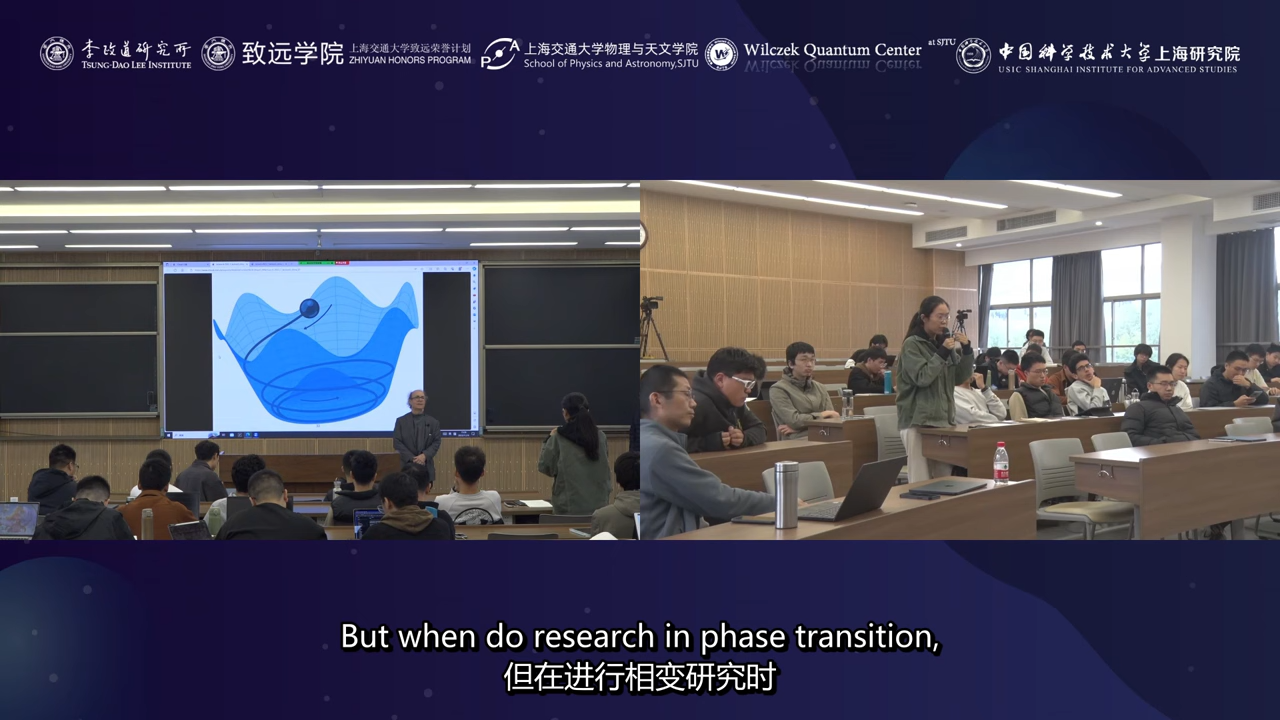 李政道研究所
TSUNG-DAO LEE INSTITUTE
致远学院
上海交通大学致远荣誉计划
ZHIYUAN HONORS PROGRAM
上海交通大学物理与天文学院
School of Physics and Astronomy,SJTU
Wilczek Quantum Center
at SJTU
中国科学技术大学上海研究院
USTC SHANGHAI INSTITUTE FOR ADVANCED STUDIES
But when do research in phase transition,
但在进行相变研究时